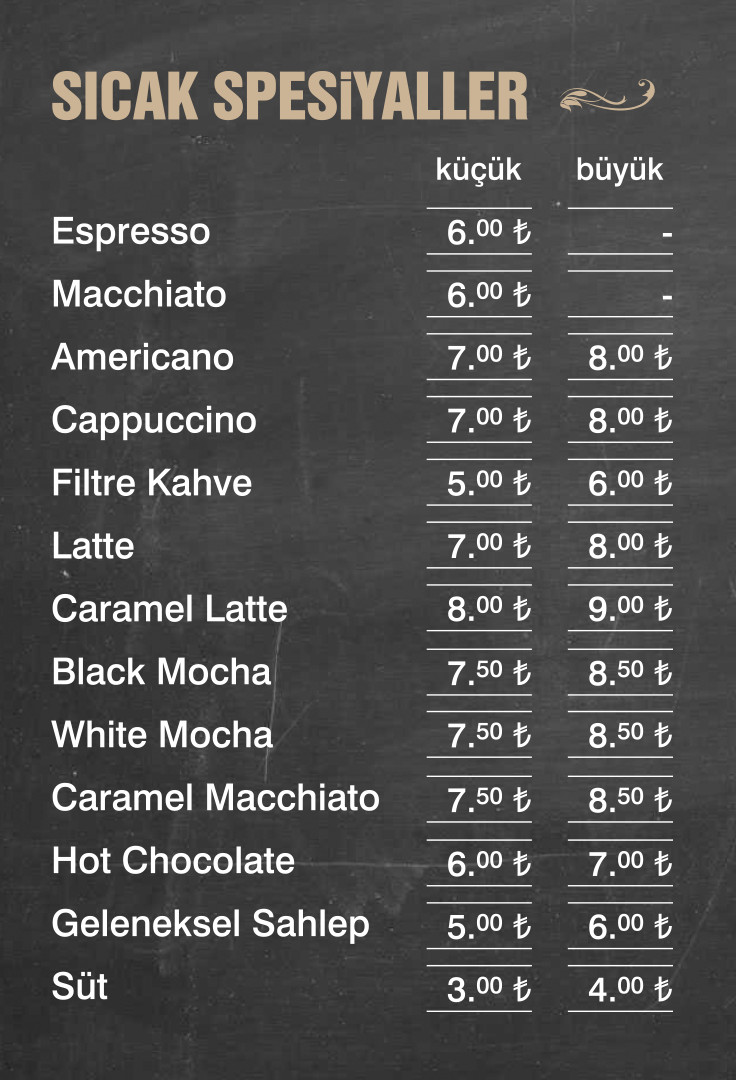 SICAK SPESiYALLER
küçük büyük
Espresso 6.00 ₺ -
Macchiato 6.00 ₺ -
Americano 7.00 ₺ 8.00 ₺
Cappuccino 7.00 ₺ 8.00 ₺
Filtre Kahve 5.00 ₺ 6.00 ₺
Latte 7.00 ₺ 8.00 ₺
Caramel Latte 8.00 ₺ 9.00 ₺
Black Mocha 7.50 ₺ 8.50 ₺
White Mocha 7.50 ₺ 8.50 ₺
Caramel Macchiato 7.50 ₺ 8.50 ₺
Hot Chocolate 6.00 ₺ 7.00 ₺
Geleneksel Sahlep 5.00 ₺ 6.00 ₺
Süt 3.00 ₺ 4.00 ₺